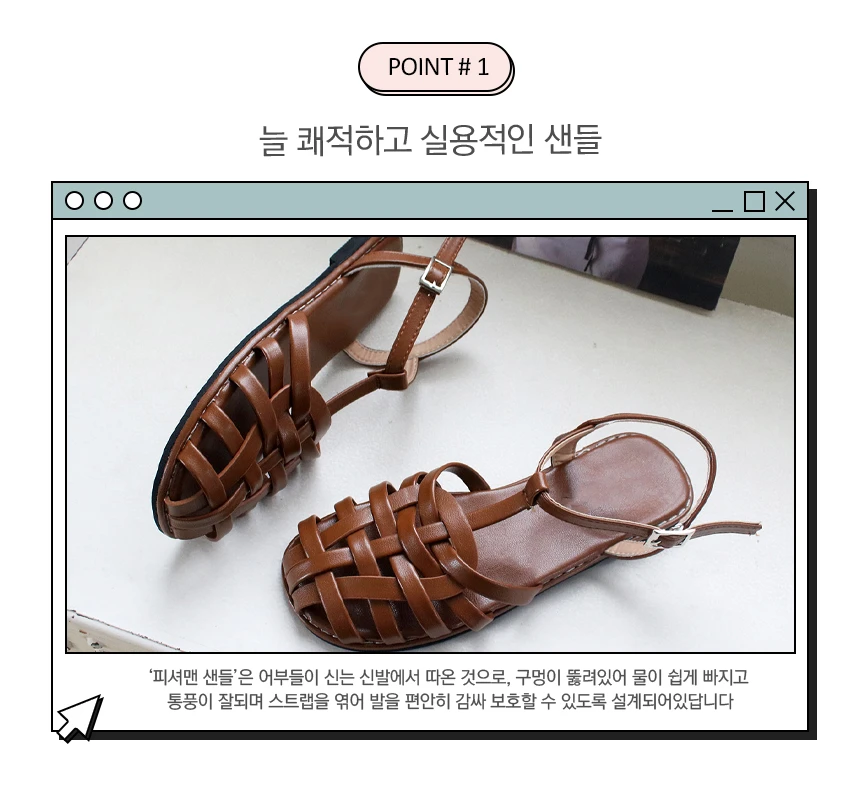 POINT # 1
늘 쾌적하고 실용적인 샌들
‘피셔맨 샌들’은 어부들이 신는 신발에서 따온 것으로, 구멍이 뚫려있어 물이 쉽게 빠지고
통풍이 잘되며 스트랩을 엮어 발을 편안히 감싸 보호할 수 있도록 설계되어있답니다